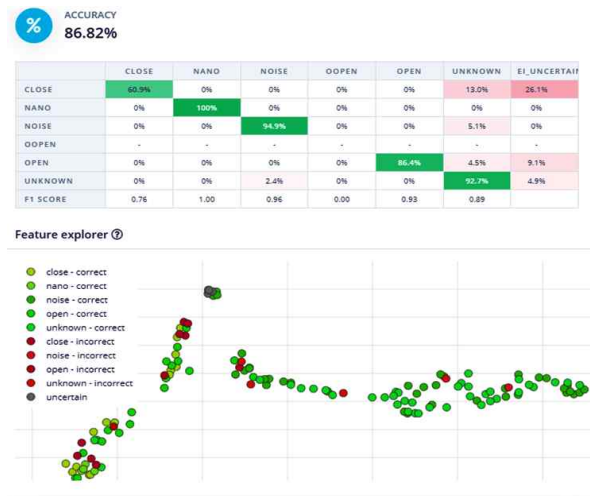 %
ACCURACY
86.82%
CLOSE NANO NOISE OOPEN OPEN UNKNOWN EI_UNCERTAIN
CLOSE 60.9% 0% 0% 0% 0% 13.0% 26.1%
NANO 0% 100% 0% 0% 0% 0% 0%
NOISE 0% 0% 94.9% 0% 0% 5.1% 0%
OOPEN - - - - - - -
OPEN 0% 0% 0% 0% 86.4% 4.5% 9.1%
UNKNOWN 0% 0% 2.4% 0% 0% 92.7% 4.9%
F1 SCORE 0.76 1.00 0.96 0.00 0.93 0.89
Feature explorer ?
close - correct
nano - correct
noise - correct
open - correct
unknown - correct
close - incorrect
noise - incorrect
open - incorrect
unknown - incorrect
uncertain